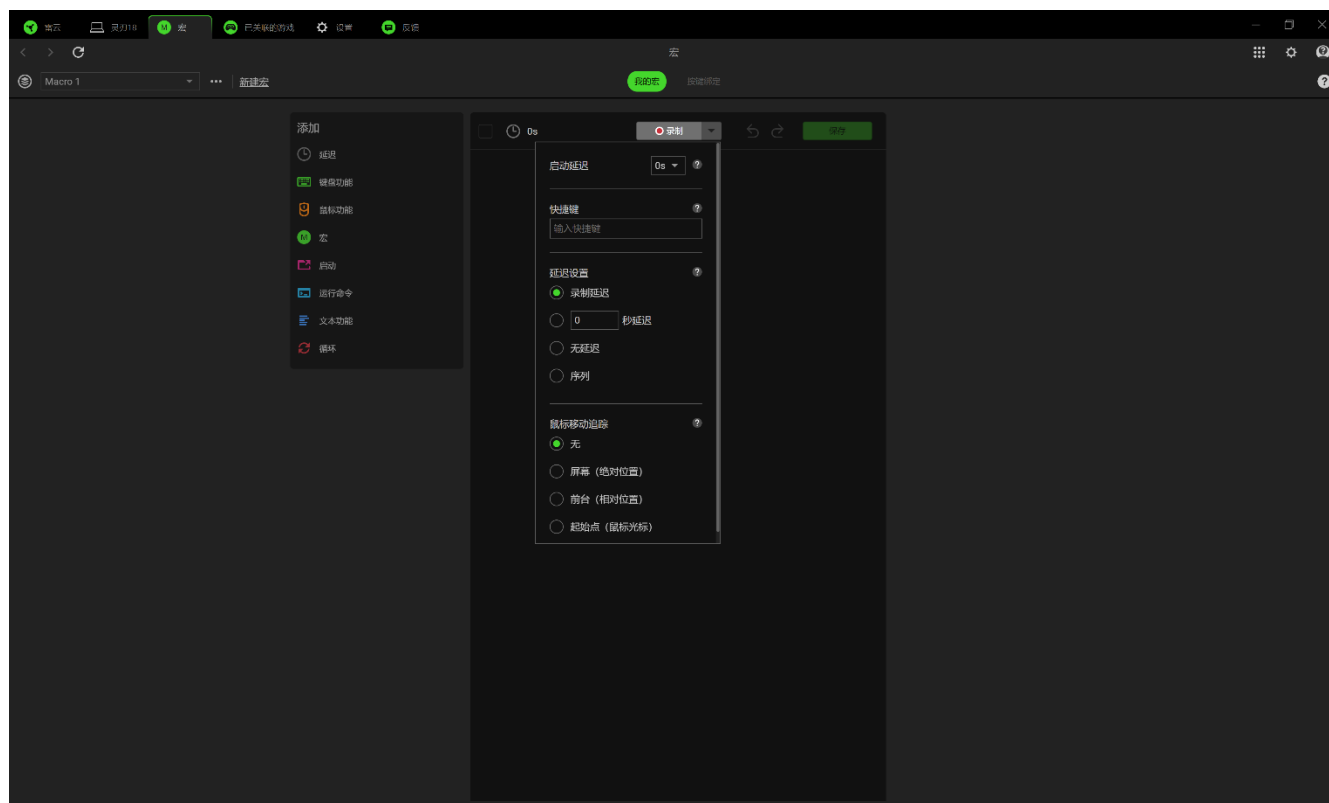 雷云 灵刃18 宏 已关联的游戏 设置 反馈
宏
Macro 1 新建宏 我的宏 按键绑定
添加
延迟
键盘功能
鼠标功能
宏
启动
运行命令
文本功能
循环
0s 录制 保存
启动延迟 0s
快捷键
输入快捷键
延迟设置
录制延迟
0 秒延迟
无延迟
序列
鼠标移动追踪
无
屏幕（绝对位置）
前台（相对位置）
起始点（鼠标光标）